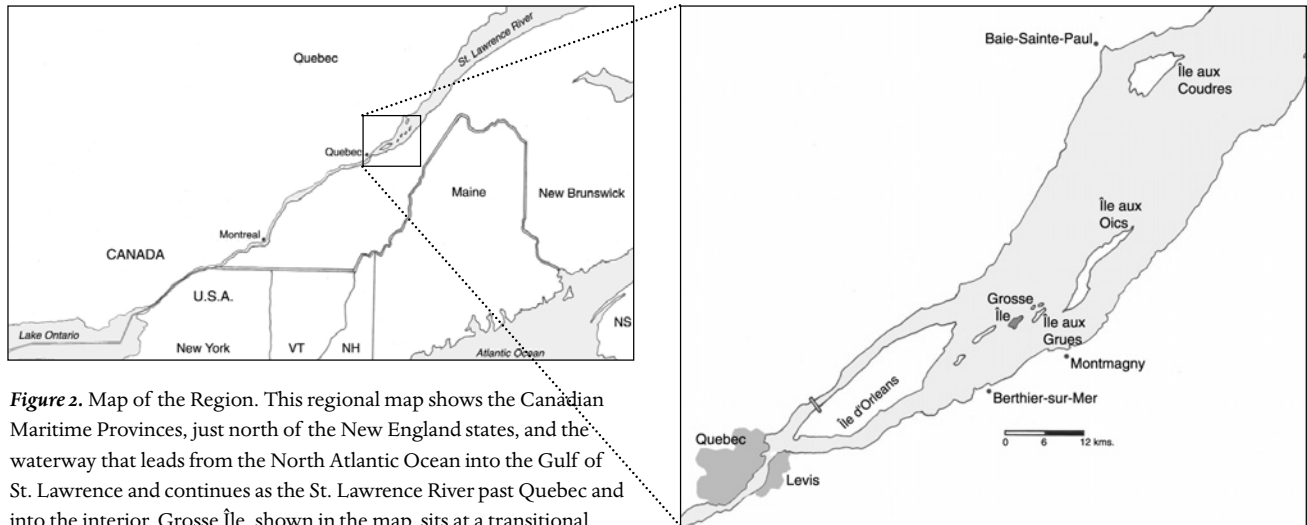 Quebec
St. Lawrence River
Quebec
Maine
New Brunswick
Montreal
CANADA
U.S.A.
Lake Ontario
New York
VT
NH
NS
Atlantic Ocean
Baie-Sainte-Paul
Île aux
Coudres
Île aux
Oics
Grosse
Île
Île aux
Grues
Montmagny
Berthier-sur-Mer
Île d'Orleans
Quebec
Levis
0 6 12 kms.
Figure 2. Map of the Region. This regional map shows the Canadian
Maritime Provinces, just north of the New England states, and the
waterway that leads from the North Atlantic Ocean into the Gulf of
St. Lawrence and continues as the St. Lawrence River past Quebec and
into the interior. Grosse Île, shown in the map, sits at a transitional